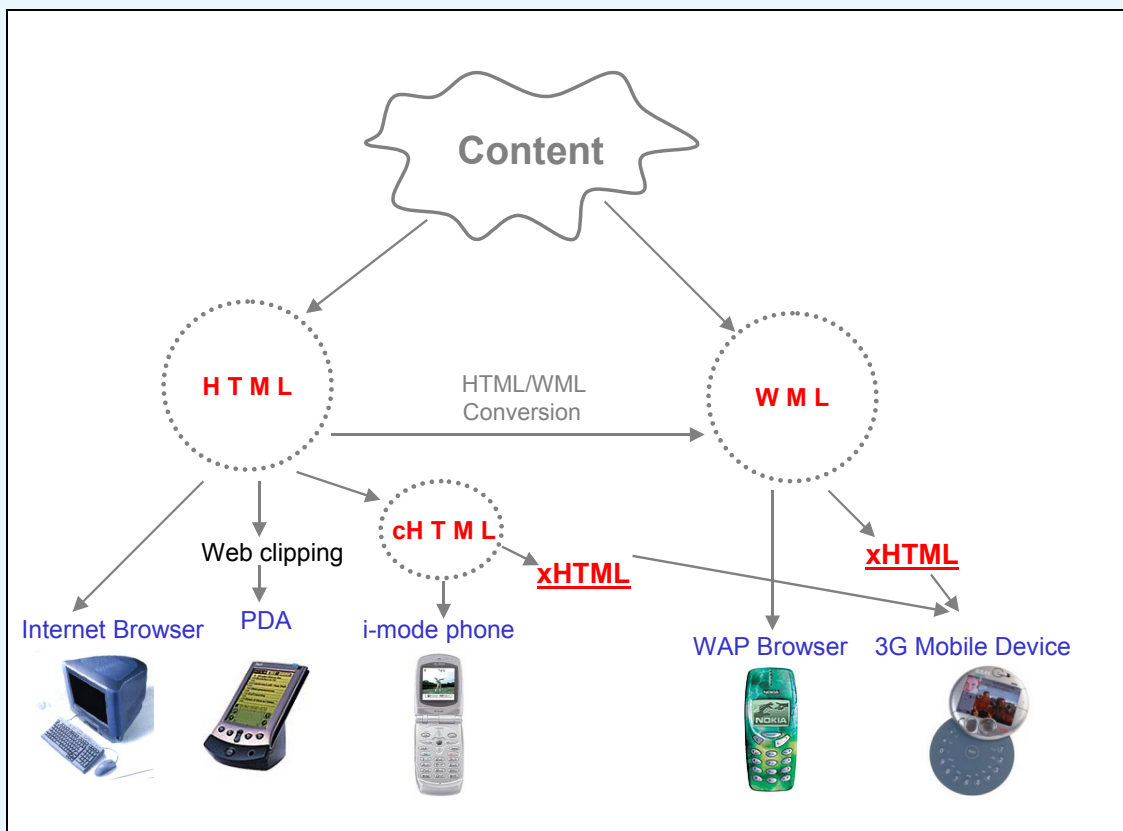 Content
H T M L
HTML/WML
Conversion
W M L
cH T M L
Web clipping
xHTML
xHTML
PDA
Internet Browser
i-mode phone
WAP Browser
3G Mobile Device
NOKIA
NOKIA